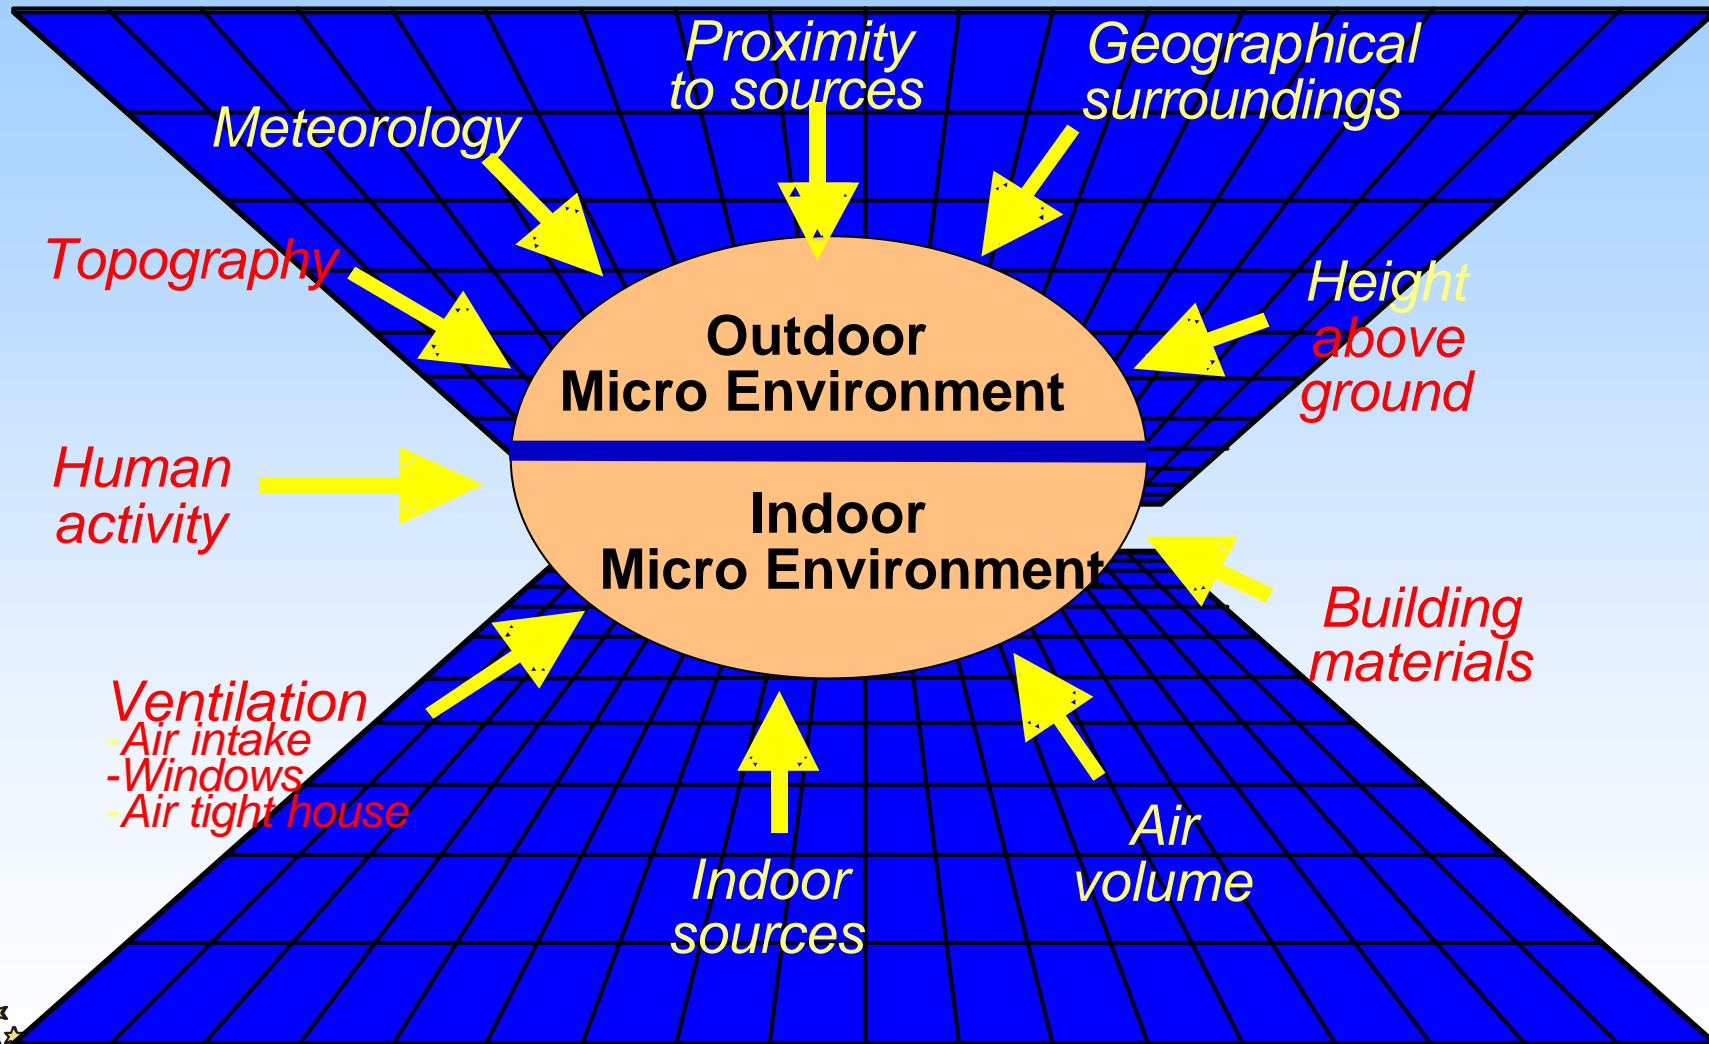 Proximity
to sources
Geographical
surroundings
Meteorology
Topography
Height
above
ground
Outdoor
Micro Environment
Human
activity
Indoor
Micro Environment
Building
materials
Ventilation
-Air intake
-Windows
-Air tight house
Indoor
sources
Air
volume